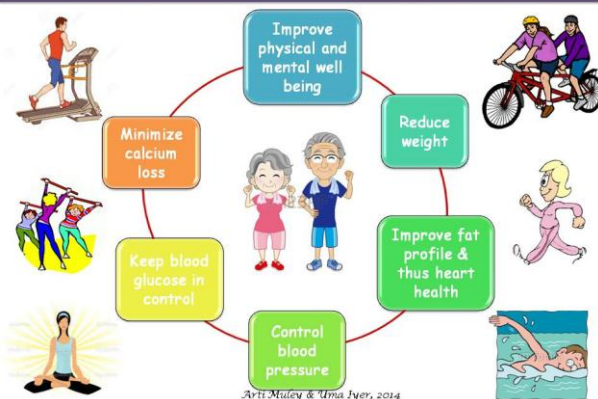 Improve
physical and
mental well
being
Reduce
weight
Improve fat
profile &
thus heart
health
Control
blood
pressure
Keep blood
glucose in
control
Minimize
calcium
loss
Arti Muley & Uma Iyer, 2014